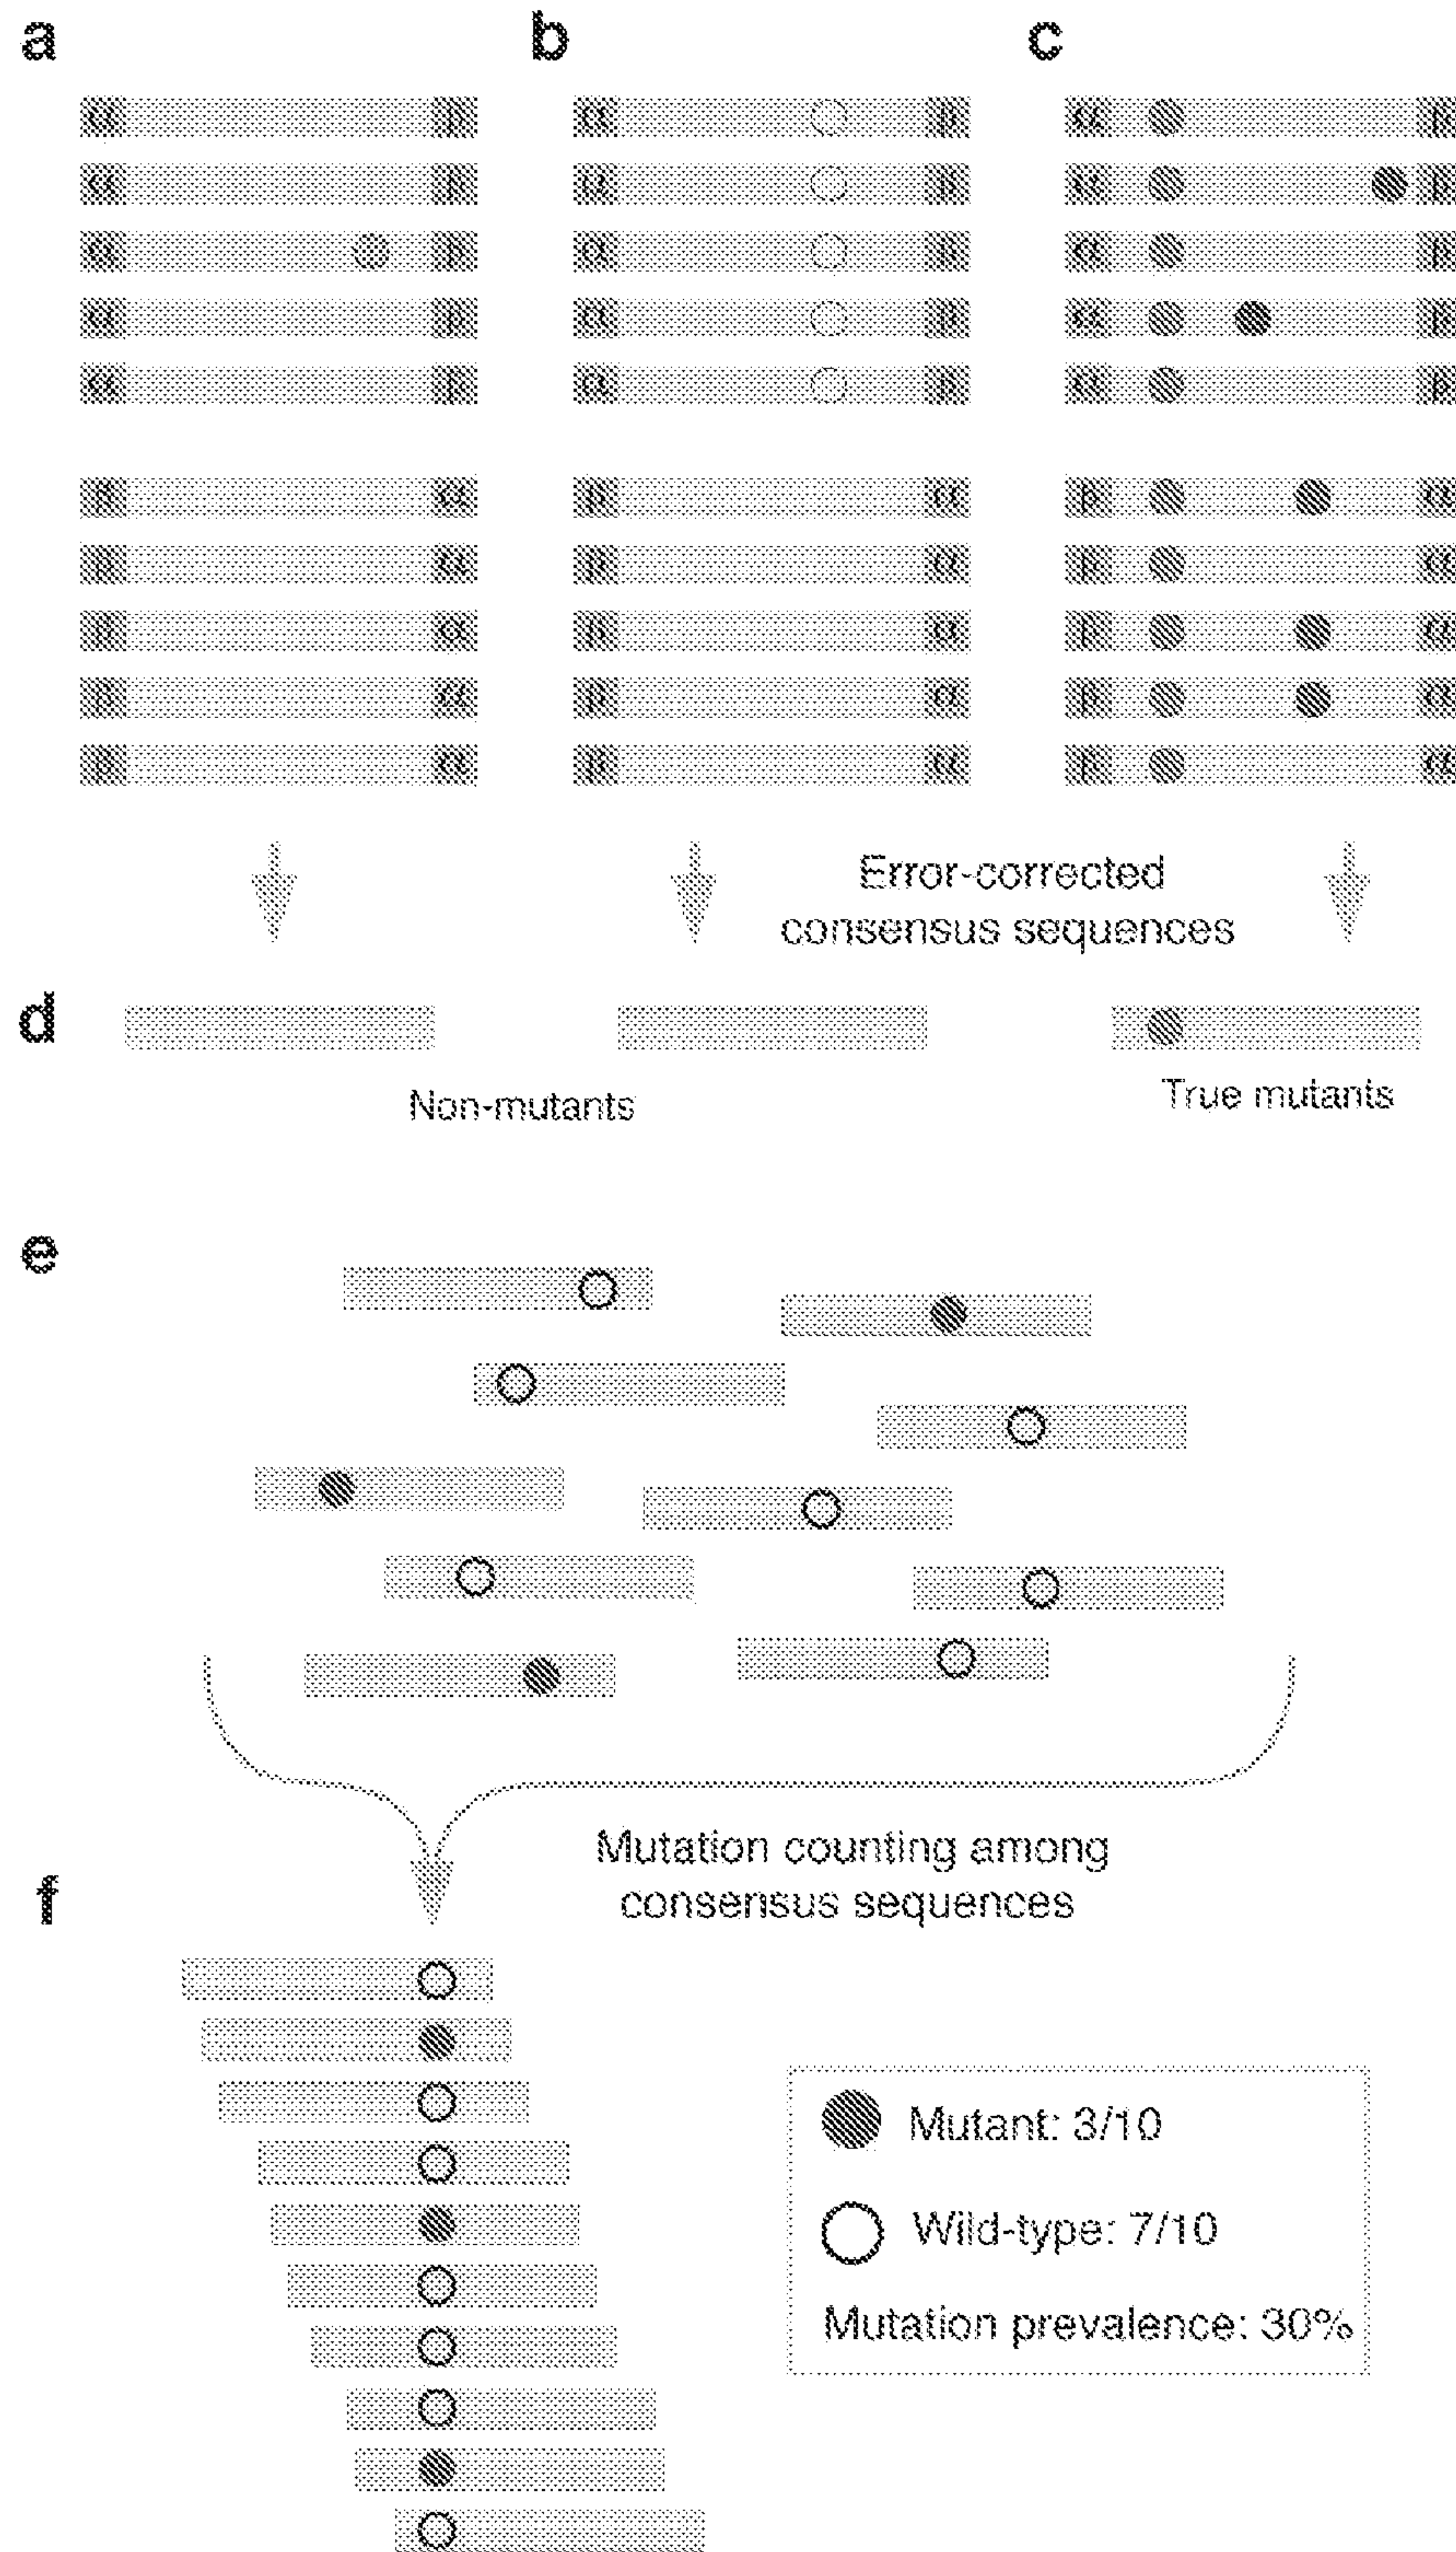 a b c
α β α β α β
α β α β α β
α β α β α β
α β α β α β
α β α β α β
β α β α β α
β α β α β α
β α β α β α
β α β α β α
β α β α β α
Error-corrected
consensus sequences
d
Non-mutants
True mutants
e
Mutation counting among
consensus sequences
f
Mutant: 3/10
Wild-type: 7/10
Mutation prevalence: 30%